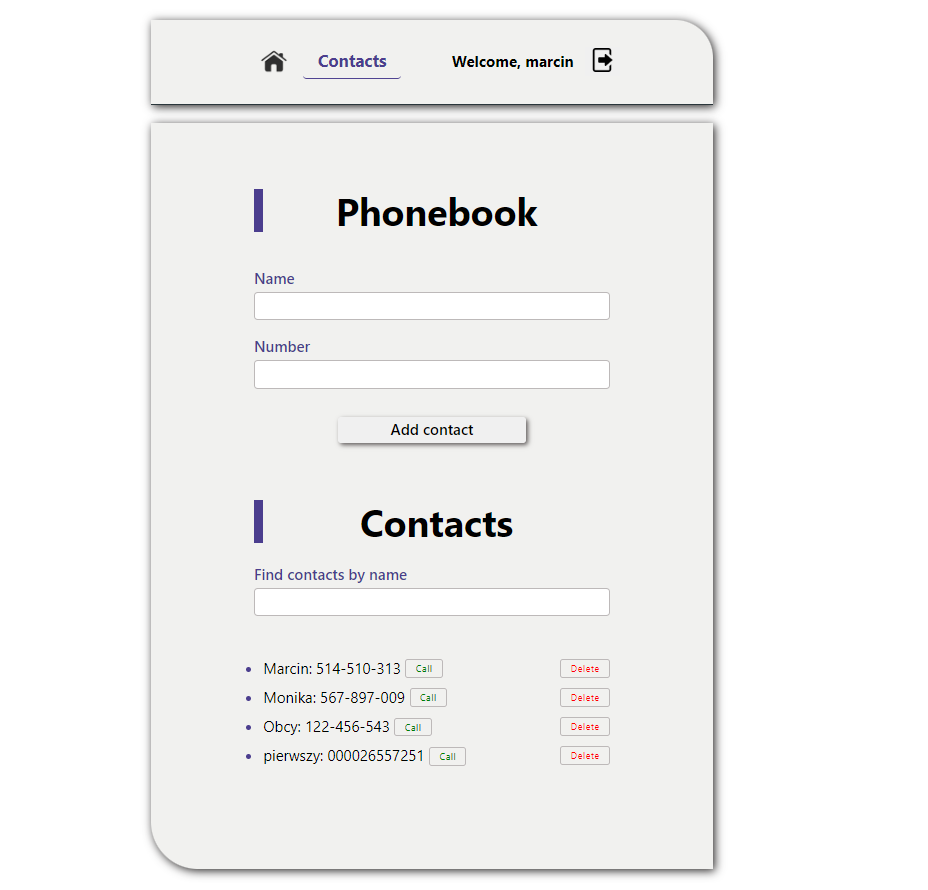 Contacts Welcome, marcin
Phonebook
Name
Number
Add contact
Contacts
Find contacts by name
Marcin: 514-510-313 Call Delete
Monika: 567-897-009 Call Delete
Obcy: 122-456-543 Call Delete
pierwszy: 000026557251 Call Delete